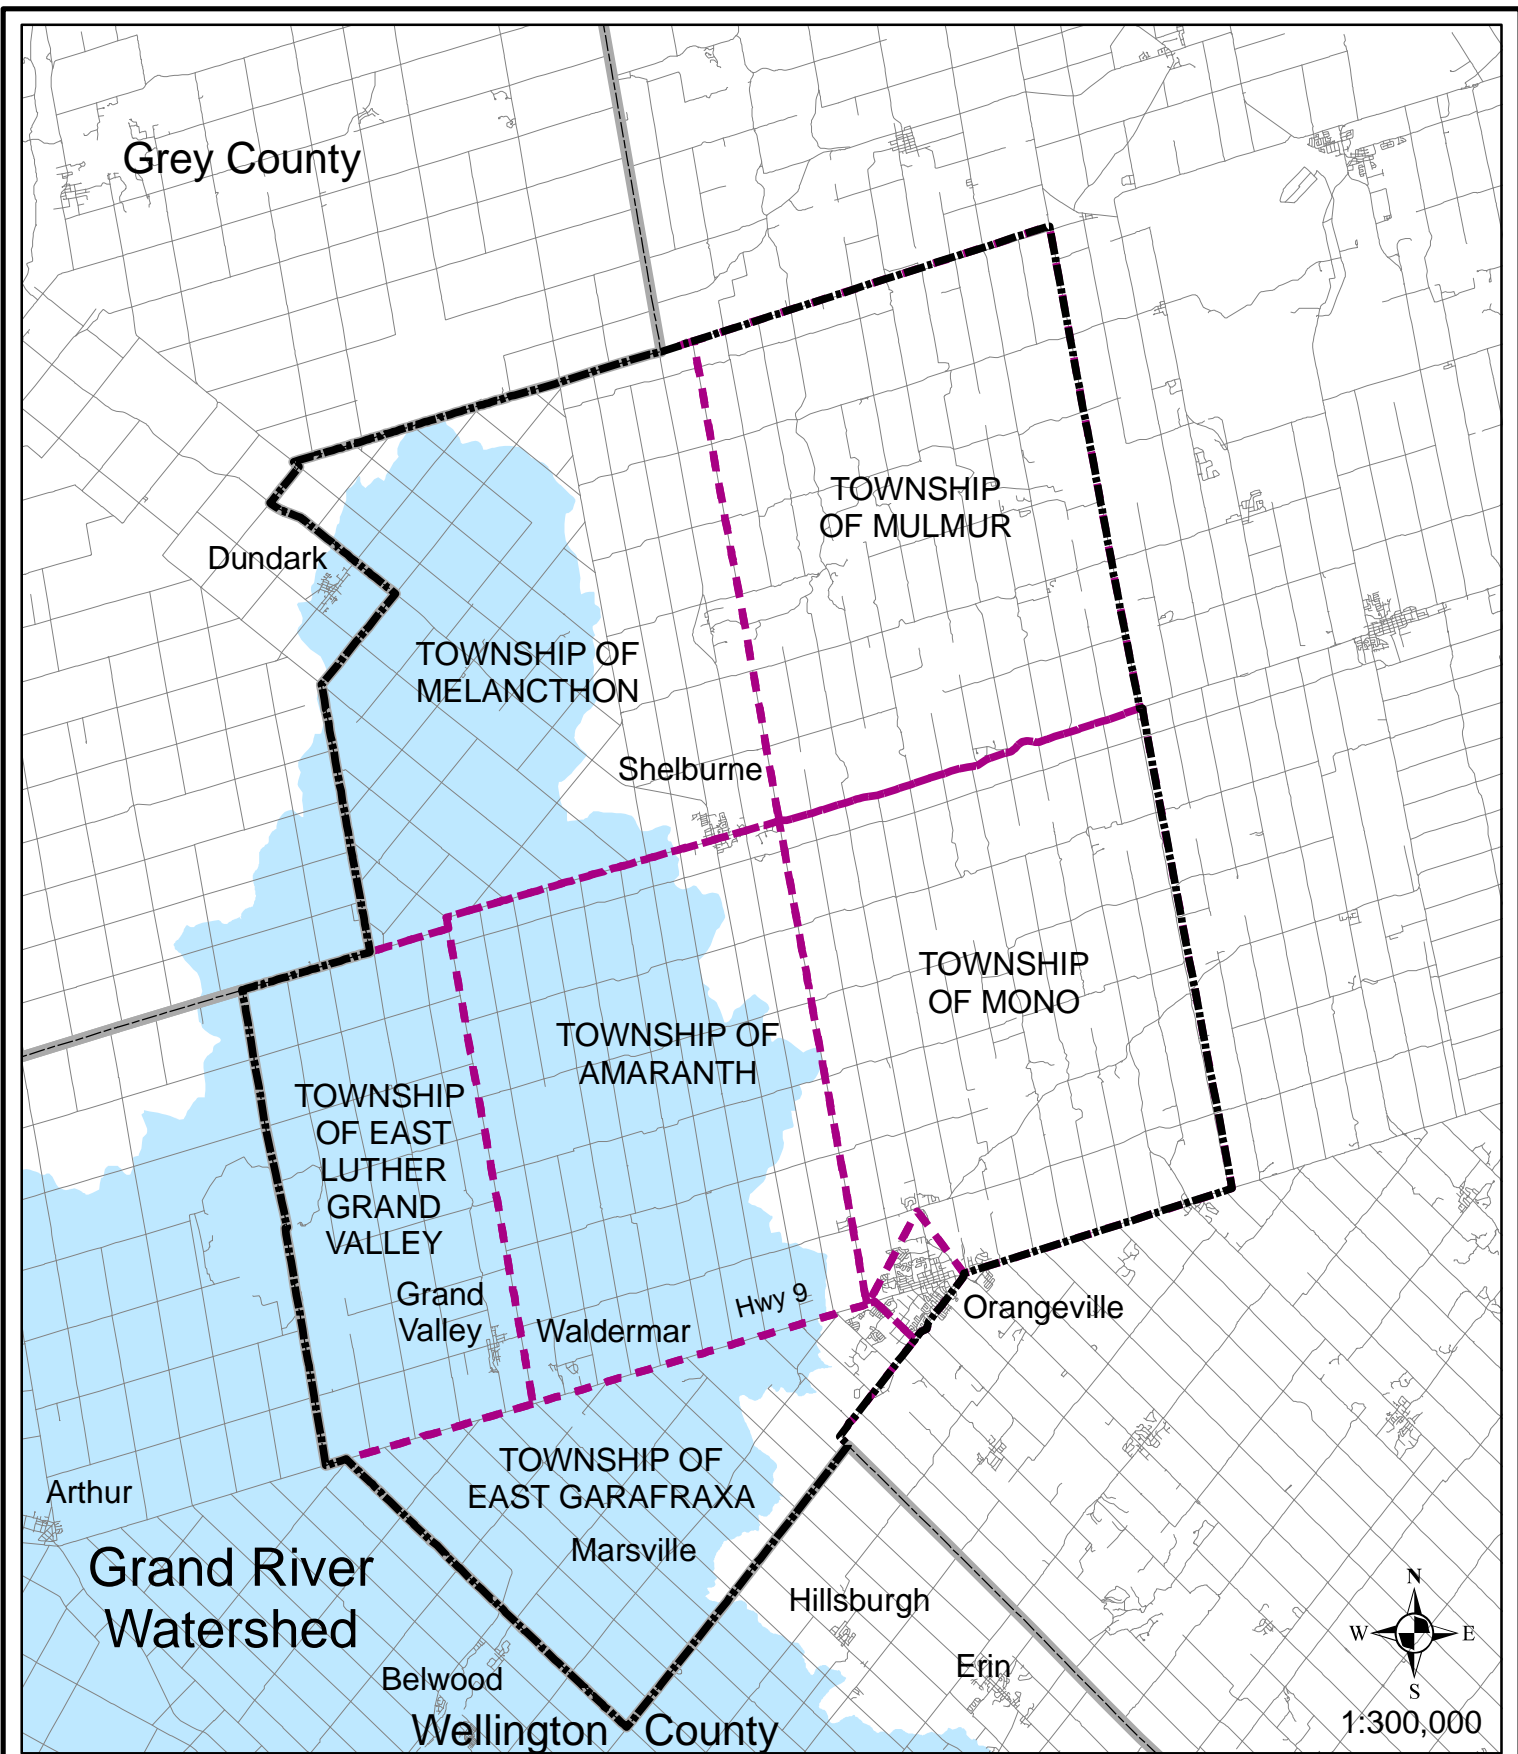 Grey County
TOWNSHIP
OF MULMUR
Dundark
TOWNSHIP OF
MELANCTHON
Shelburne
TOWNSHIP
OF MONO
TOWNSHIP OF
AMARANTH
TOWNSHIP
OF EAST
LUTHER
GRAND
VALLEY
Grand
Valley
Waldermar
Hwy 9
Orangeville
TOWNSHIP OF
EAST GARAFRAXA
Arthur
Marsville
Grand River
Watershed
Hillsburgh
Belwood
Erin
Wellington County
N
W E
S
1:300,000